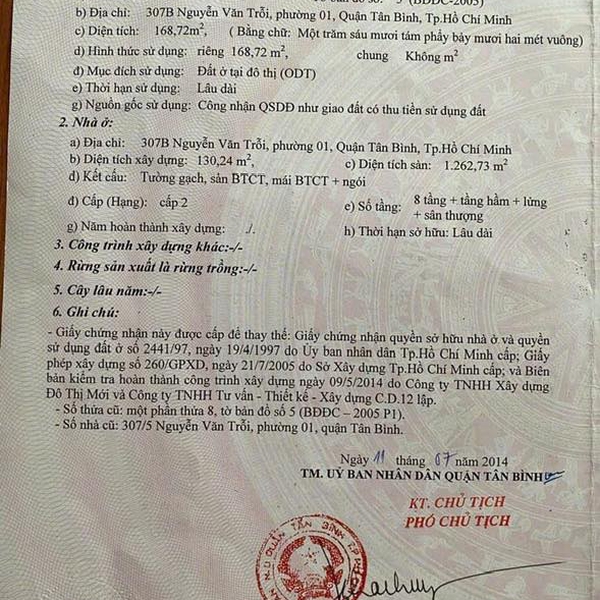 5 (BĐDC-2005)
b) Địa chỉ: 307B Nguyễn Văn Trỗi, phường 01, Quận Tân Bình, Tp.Hồ Chí Minh
c) Diện tích: 168,72m², ( Bằng chữ: Một trăm sáu mươi tám phẩy bảy mươi hai mét vuông)
d) Hình thức sử dụng: riêng 168,72 m², chung Không m²
đ) Mục đích sử dụng: Đất ở tại đô thị (ODT)
e) Thời hạn sử dụng: Lâu dài
g) Nguồn gốc sử dụng: Công nhận QSDĐ như giao đất có thu tiền sử dụng đất
2. Nhà ở:
a) Địa chỉ: 307B Nguyễn Văn Trỗi, phường 01, Quận Tân Bình, Tp.Hồ Chí Minh
b) Diện tích xây dựng: 130,24 m², c) Diện tích sàn: 1.262,73 m²
d) Kết cấu: Tường gạch, sàn BTCT, mái BTCT + ngói
đ) Cấp (Hạng): cấp 2 e) Số tầng: 8 tầng + tầng hầm + lửng
+ sân thượng
g) Năm hoàn thành xây dựng: ./. h) Thời hạn sở hữu: Lâu dài
3. Công trình xây dựng khác:-/-
4. Rừng sản xuất là rừng trồng:-/-
5. Cây lâu năm:-/-
6. Ghi chú:
- Giấy chứng nhận này được cấp để thay thế: Giấy chứng nhận quyền sở hữu nhà ở và quyền
sử dụng đất ở số 2441/97, ngày 19/4/1997 do Ủy ban nhân dân Tp.Hồ Chí Minh cấp; Giấy
phép xây dựng số 260/GPXD, ngày 21/7/2005 do Sở Xây dựng Tp.Hồ Chí Minh cấp; và Biên
bản kiểm tra hoàn thành công trình xây dựng ngày 09/5/2014 do Công ty TNHH Xây dựng
Đô Thị Mới và Công ty TNHH Tư vấn - Thiết kế - Xây dựng C.D.12 lập.
- Số thửa cũ: một phần thửa 8, tờ bản đồ số 5 (BĐDC – 2005 P1).
- Số nhà cũ: 307/5 Nguyễn Văn Trỗi, phường 01, quận Tân Bình.
Ngày 11 tháng 07 năm 2014
TM. UỶ BAN NHÂN DÂN QUẬN TÂN BÌNH
KT. CHỦ TỊCH
PHÓ CHỦ TỊCH
QUẬN TÂN BÌNH